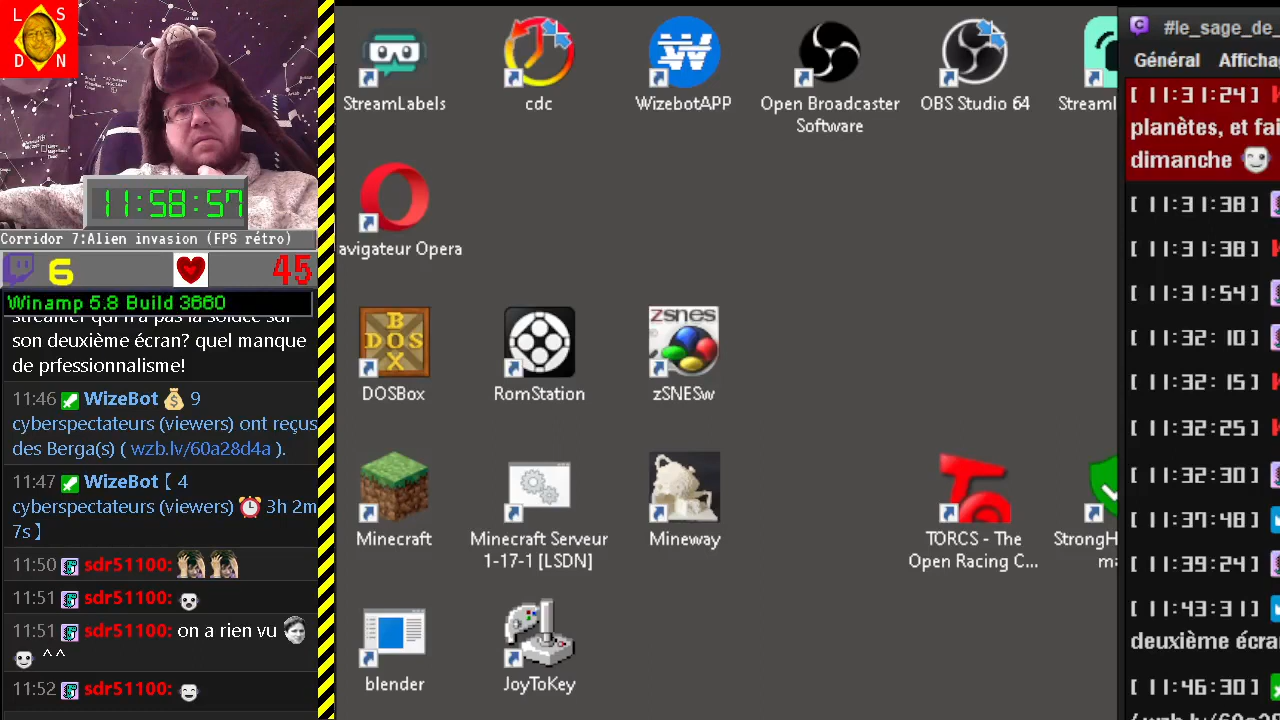 L S
D N
11:58:57
Corridor 7:Alien invasion (FPS rétro)
6 45
Winamp 5.8 Build 3660
son deuxième écran? quel manque
de prfessionnalisme!
11:46 WizeBot 9
cyberspectateurs (viewers) ont reçus
des Berga(s) ( wzb.lv/60a28d4a ).
11:47 WizeBot [ 4
cyberspectateurs (viewers) 3h 2m
7s ]
11:50 sdr51100:
11:51 sdr51100:
11:51 sdr51100: on a rien vu
^^
11:52 sdr51100:
StreamLabels
cdc
WizebotAPP
Open Broadcaster
Software
OBS Studio 64
avigateur Opera
BOX
DOS
DOSBox
RomStation
zsnes
zSNESw
Minecraft
Minecraft Serveur
1-17-1 [LSDN]
Mineway
TORCS - The
Open Racing C...
blender
JoyToKey
#le_sage_de_
Général
[ 11:31:24]
planètes, et fai
dimanche
[ 11:31:38]
[ 11:31:38]
[ 11:31:54]
[ 11:32:10]
[ 11:32:15]
[ 11:32:25]
[ 11:32:30]
[ 11:37:48]
[ 11:39:24]
[ 11:43:31]
deuxième écra
[ 11:46:30]